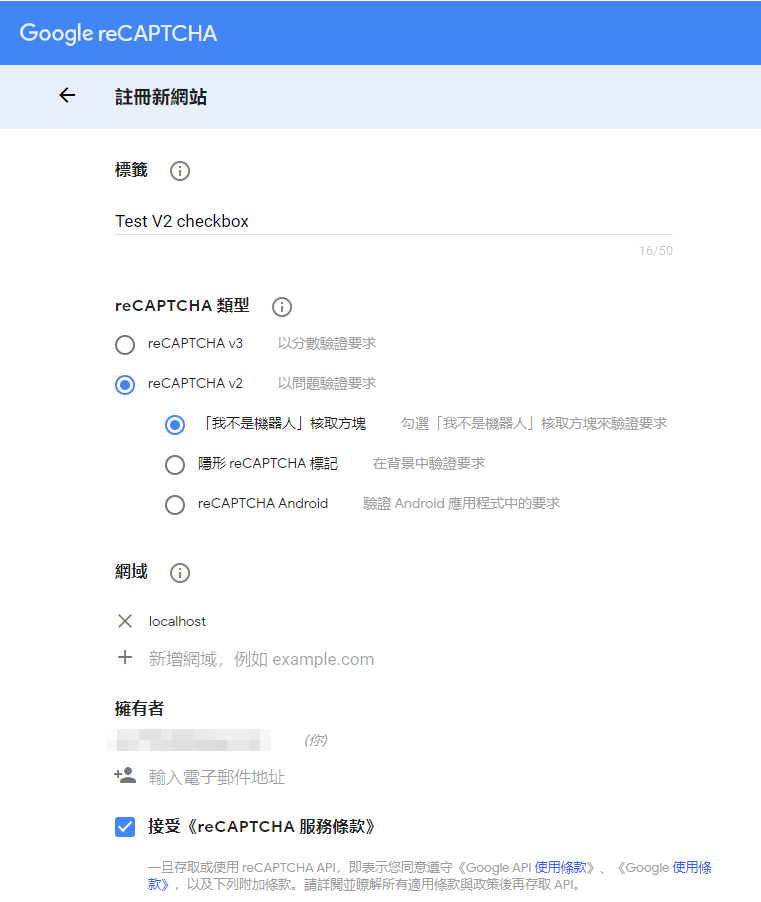 Google reCAPTCHA
註冊新網站
標籤
Test V2 checkbox
16/50
reCAPTCHA 類型
reCAPTCHA v3 以分數驗證要求
reCAPTCHA v2 以問題驗證要求
「我不是機器人」核取方塊 勾選「我不是機器人」核取方塊來驗證要求
隱形 reCAPTCHA 標記 在背景中驗證要求
reCAPTCHA Android 驗證 Android 應用程式中的要求
網域
localhost
新增網域，例如 example.com
擁有者
(你)
輸入電子郵件地址
接受《reCAPTCHA 服務條款》
一旦存取或使用 reCAPTCHA API，即表示您同意遵守《Google API 使用條款》、《Google 使用條
款》，以及下列附加條款。請詳閱並瞭解所有適用條款與政策後再存取 API。